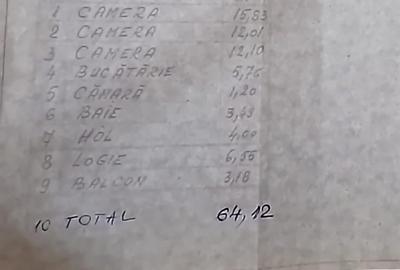 1 CAMERA 15,83
2 CAMERA 12,01
3 CAMERA 12,10
4 BUCĂTĂRIE 5,76
5 CĂMARĂ 1,20
6 BAIE 3,49
7 HOL 4,00
8 LOGIE 6,55
9 BALCON 3,18
10 TOTAL 64,12